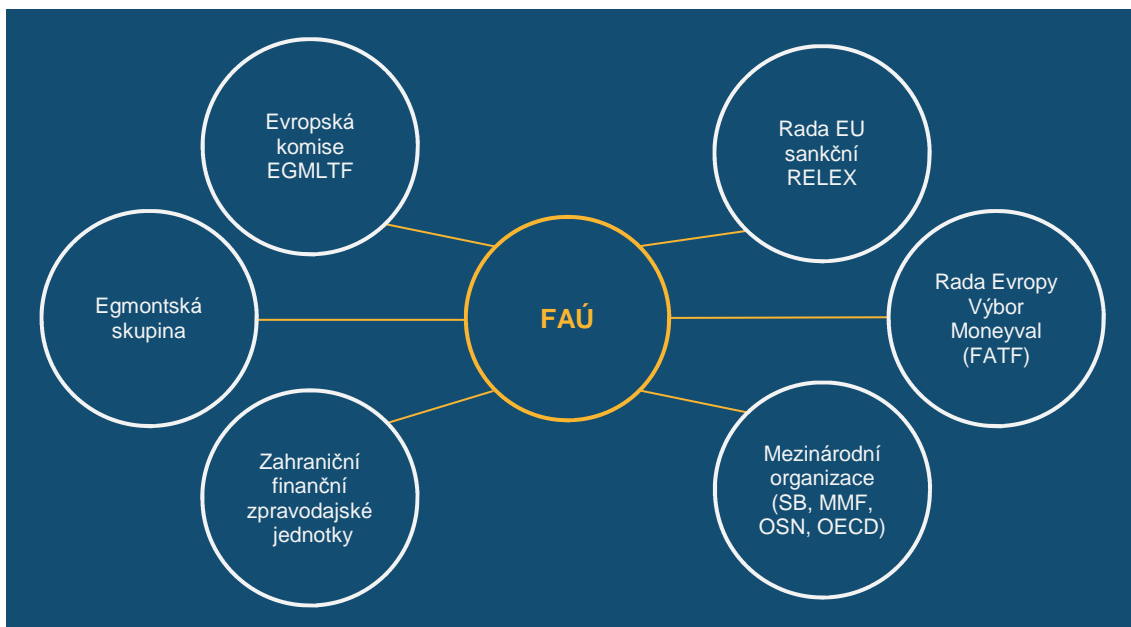 Evropská
komise
EGMLTF
Rada EU
sankční
RELEX
Egmontská
skupina
FAÚ
Rada Evropy
Výbor
Moneyval
(FATF)
Zahraniční
finanční
zpravodajské
jednotky
Mezinárodní
organizace
(SB, MMF,
OSN, OECD)